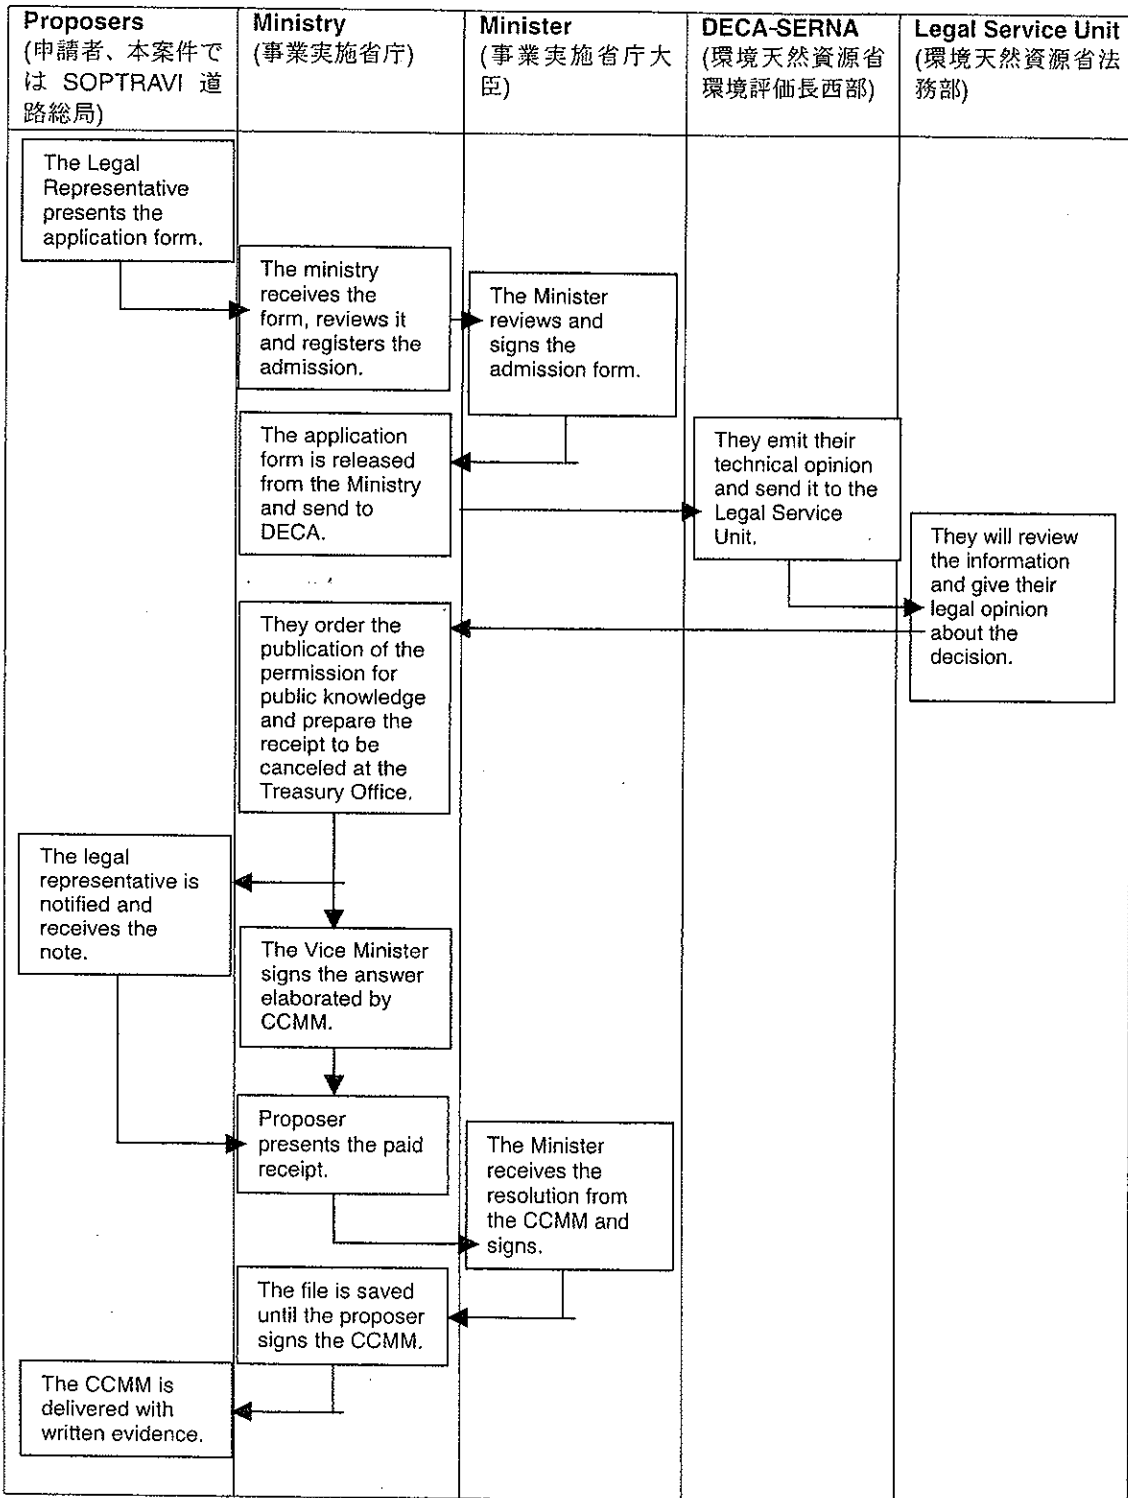 Proposers
(申請者、本案件で
は SOPTRAVI 道
路総局)
Ministry
(事業実施省庁)
Minister
(事業実施省庁大
臣)
DECA-SERNA
(環境天然資源省
環境評価長西部)
Legal Service Unit
(環境天然資源省法
務部)
The Legal
Representative
presents the
application form.
The ministry
receives the
form, reviews it
and registers the
admission.
The Minister
reviews and
signs the
admission form.
The application
form is released
from the Ministry
and send to
DECA.
They emit their
technical opinion
and send it to the
Legal Service
Unit.
They will review
the information
and give their
legal opinion
about the
decision.
They order the
publication of the
permission for
public knowledge
and prepare the
receipt to be
canceled at the
Treasury Office.
The legal
representative is
notified and
receives the
note.
The Vice Minister
signs the answer
elaborated by
CCMM.
Proposer
presents the paid
receipt.
The Minister
receives the
resolution from
the CCMM and
signs.
The file is saved
until the proposer
signs the CCMM.
The CCMM is
delivered with
written evidence.